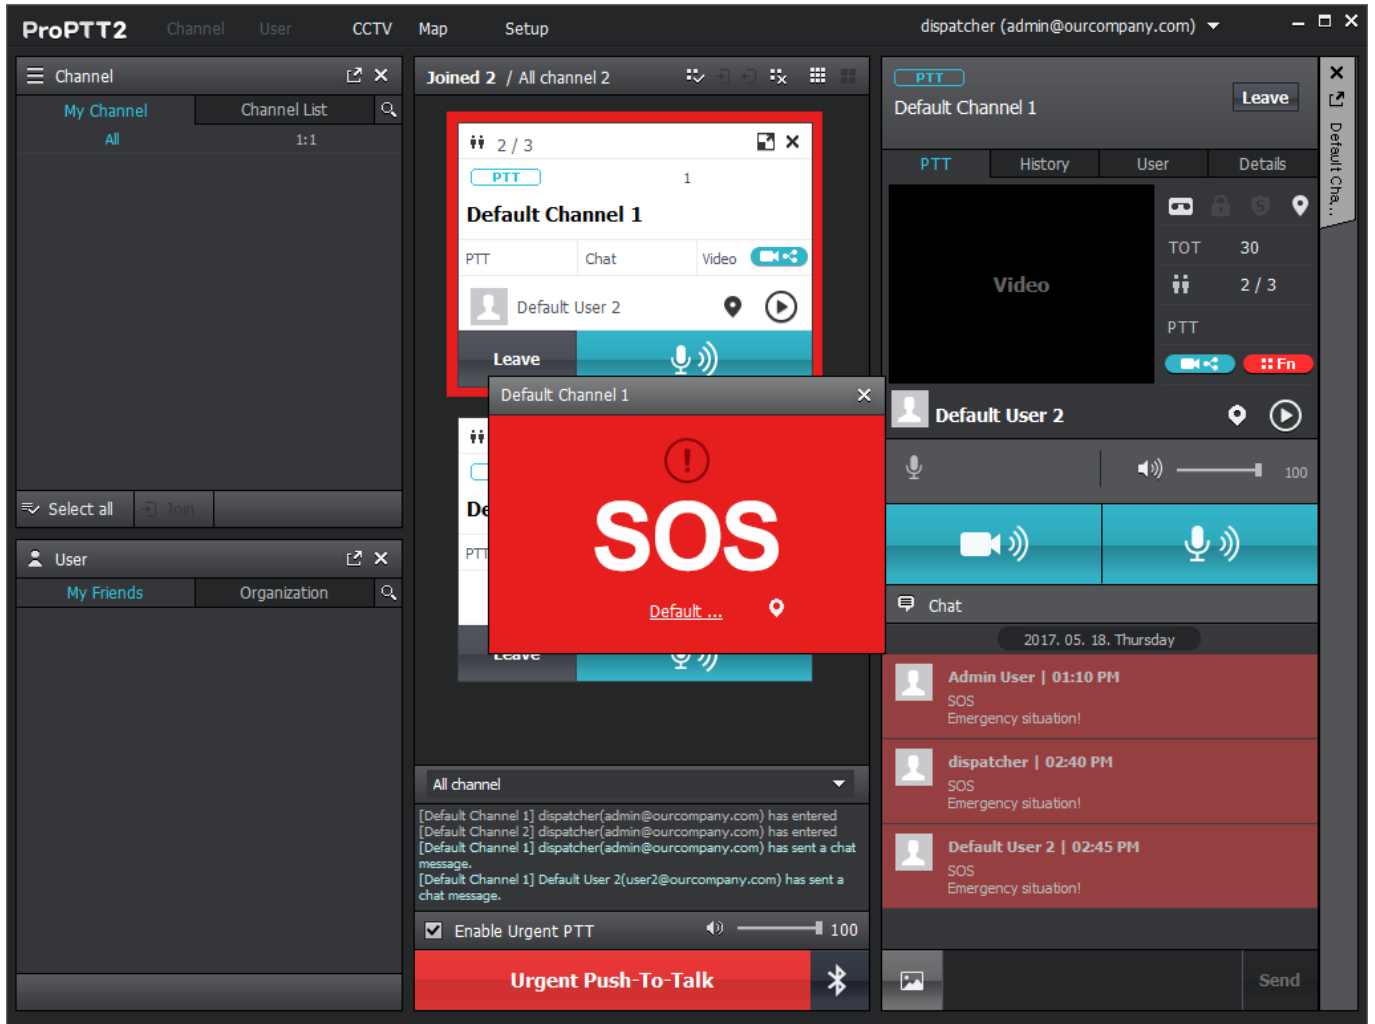 ProPTT2 Channel User CCTV Map Setup dispatcher (admin@ourcompany.com)
Channel
My Channel Channel List
All 1:1
Select all Join
User
My Friends Organization
Joined 2 / All channel 2
2 / 3
PTT 1
Default Channel 1
PTT Chat Video
Default User 2
Leave
De
PTT
Leave
Default Channel 1
!
SOS
Default ...
All channel
[Default Channel 1] dispatcher(admin@ourcompany.com) has entered
[Default Channel 2] dispatcher(admin@ourcompany.com) has entered
[Default Channel 1] dispatcher(admin@ourcompany.com) has sent a chat
message.
[Default Channel 1] Default User 2(user2@ourcompany.com) has sent a
chat message.
Enable Urgent PTT 100
Urgent Push-To-Talk
PTT
Default Channel 1 Leave
PTT History User Details
Video
TOT 30
2 / 3
PTT
Fn
Default User 2
100
Chat
2017. 05. 18. Thursday
Admin User | 01:10 PM
SOS
Emergency situation!
dispatcher | 02:40 PM
SOS
Emergency situation!
Default User 2 | 02:45 PM
SOS
Emergency situation!
Send
Default Cha...